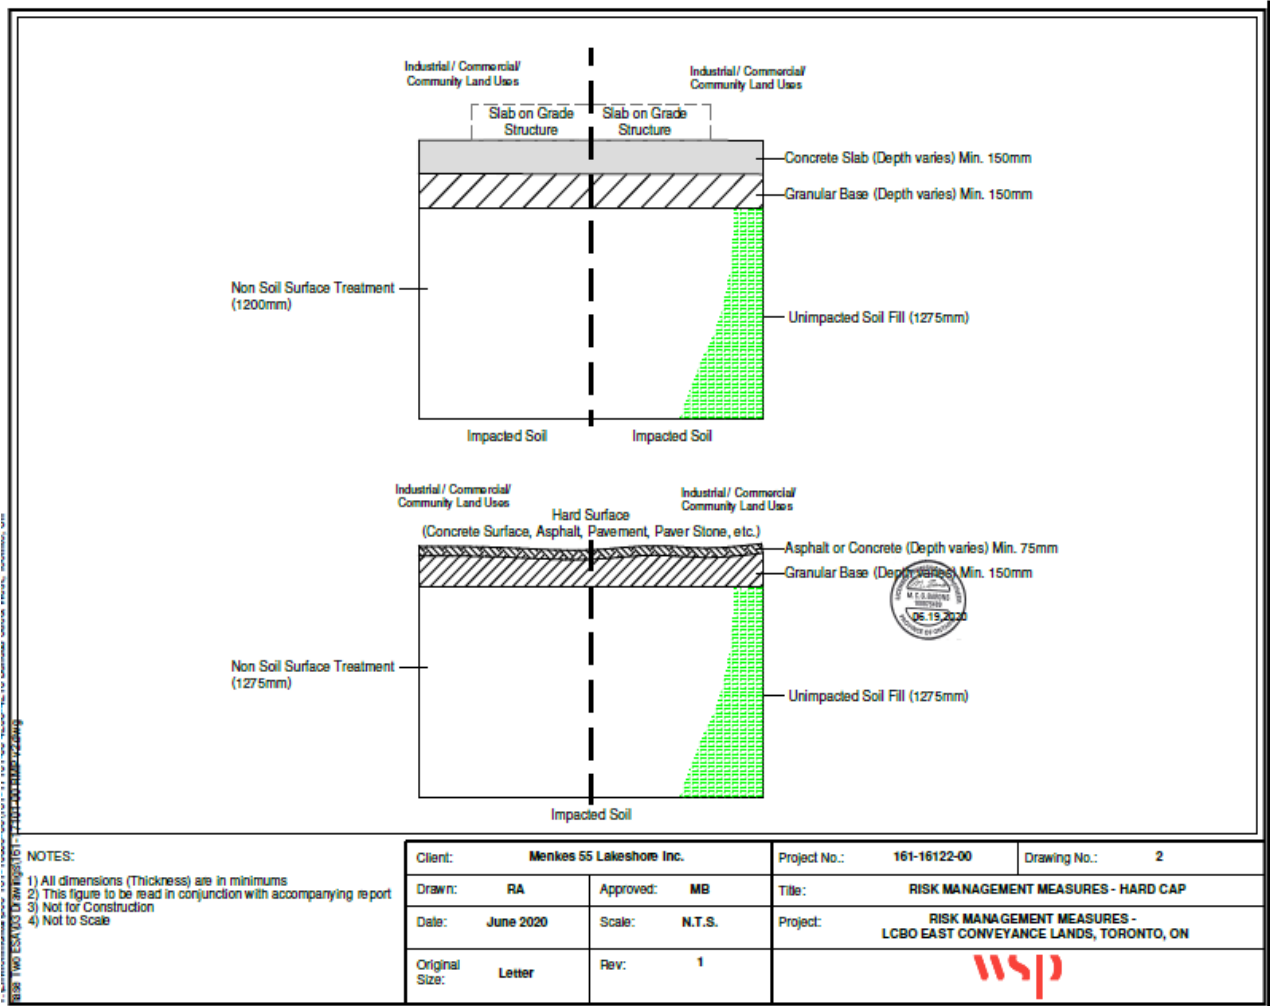 Industrial / Commercial/
Community Land Uses
Industrial / Commercial/
Community Land Uses
Slab on Grade
Structure
Slab on Grade
Structure
Concrete Slab (Depth varies) Min. 150mm
Granular Base (Depth varies) Min. 150mm
Non Soil Surface Treatment
(1200mm)
Unimpacted Soil Fill (1275mm)
Impacted Soil
Impacted Soil
Industrial / Commercial/
Community Land Uses
Industrial / Commercial/
Community Land Uses
Hard Surface
(Concrete Surface, Asphalt, Pavement, Paver Stone, etc.)
Asphalt or Concrete (Depth varies) Min. 75mm
Granular Base (Depth varies) Min. 150mm
06.19.2020
Non Soil Surface Treatment
(1275mm)
Unimpacted Soil Fill (1275mm)
Impacted Soil
NOTES:
1) All dimensions (Thickness) are in minimums
2) This figure to be read in conjunction with accompanying report
3) Not for Construction
4) Not to Scale
Client: Menkes 55 Lakeshore Inc.
Project No.: 161-16122-00
Drawing No.: 2
Drawn: RA
Approved: MB
Title: RISK MANAGEMENT MEASURES - HARD CAP
Date: June 2020
Scale: N.T.S.
Project: RISK MANAGEMENT MEASURES -
LCBO EAST CONVEYANCE LANDS, TORONTO, ON
Original
Size: Letter
Rev: 1
wsp